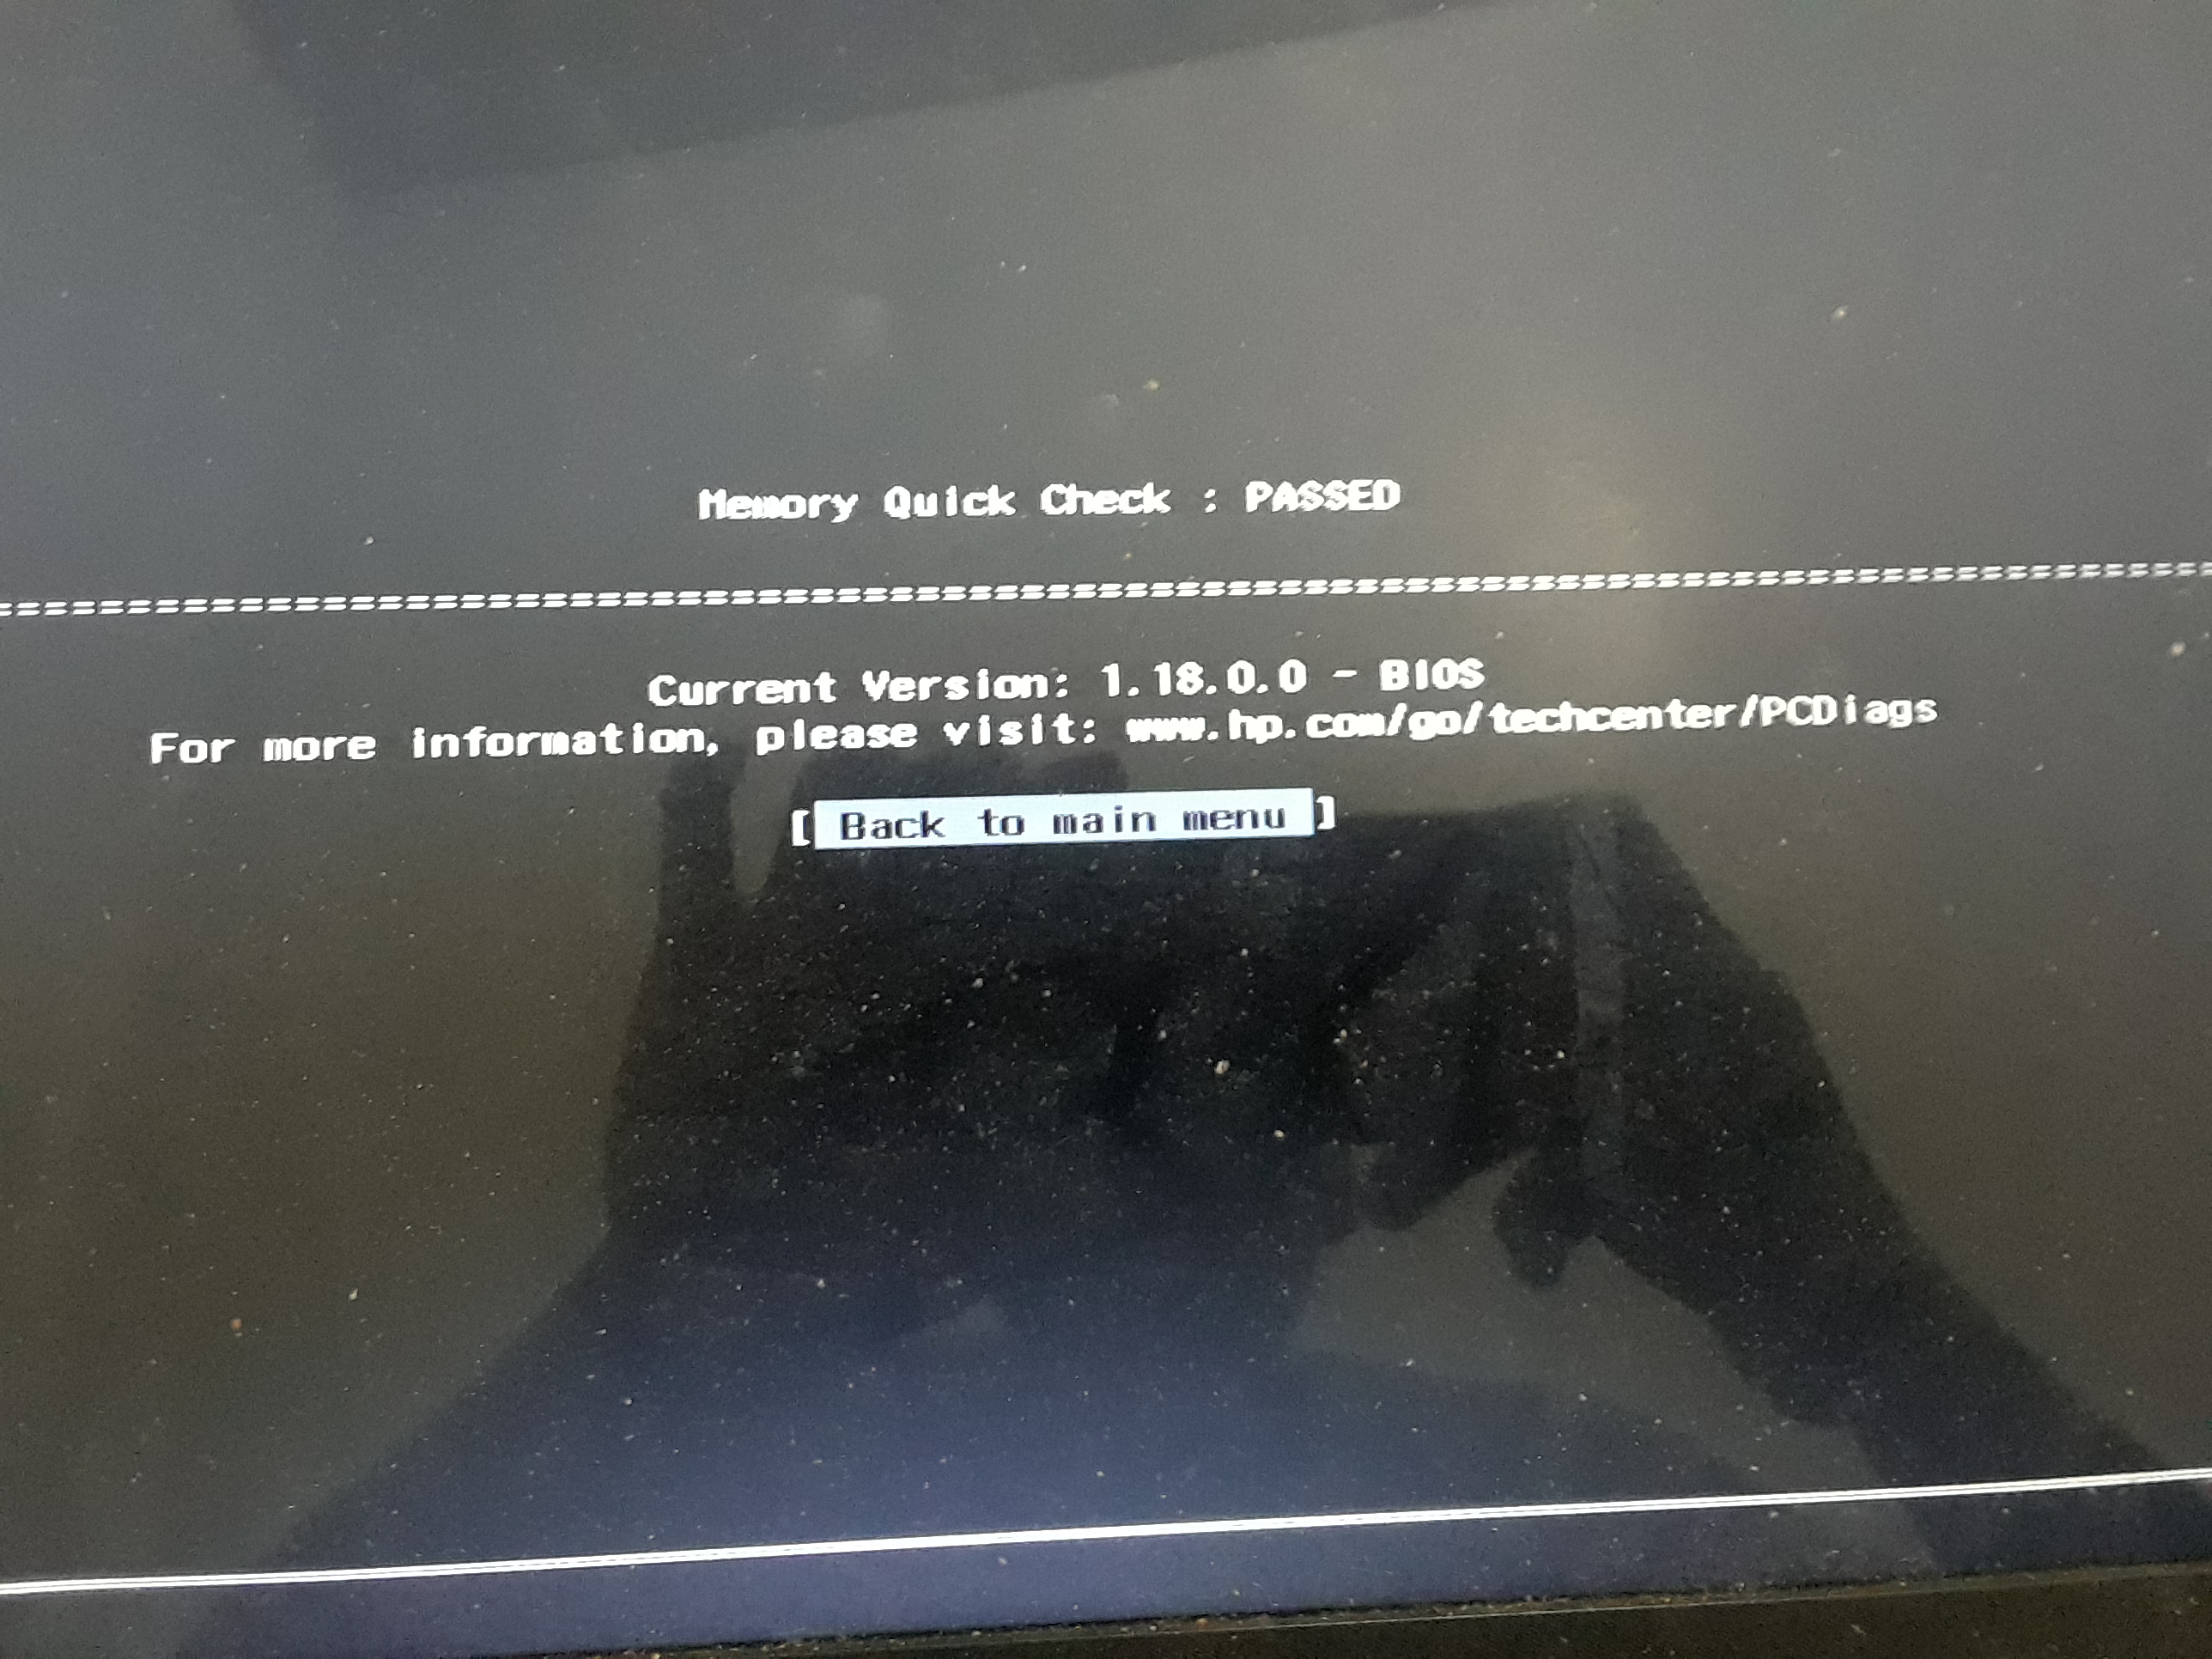 Memory Quick Check : PASSED
================================================================================
Current Version: 1.18.0.0 - BIOS
For more information, please visit: www.hp.com/go/techcenter/PCDiags
[ Back to main menu ]